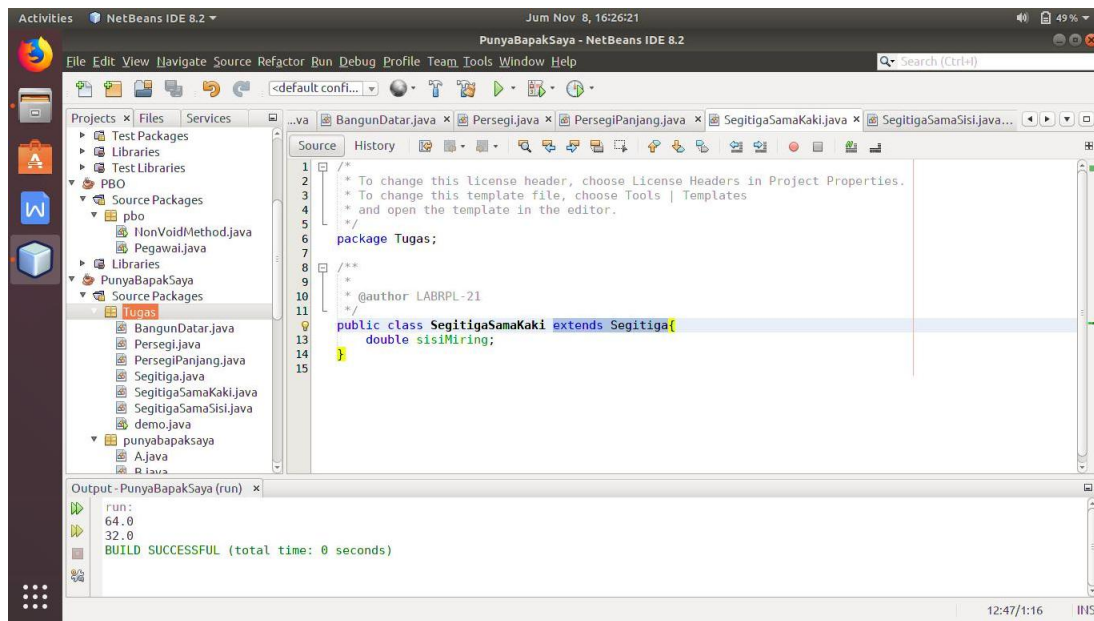 Activities NetBeans IDE 8.2 Jum Nov 8, 16:26:21 49 %
PunyaBapakSaya - NetBeans IDE 8.2
File Edit View Navigate Source Refactor Run Debug Profile Team Tools Window Help Search (Ctrl+I)
<default confi...
Projects Files Services
...va BangunDatar.java Persegi.java PersegiPanjang.java SegitigaSamaKaki.java SegitigaSamaSisi.java...
Source History
Test Packages
Libraries
Test Libraries
PBO
Source Packages
pbo
NonVoidMethod.java
Pegawai.java
Libraries
PunyaBapakSaya
Source Packages
Tugas
BangunDatar.java
Persegi.java
PersegiPanjang.java
Segitiga.java
SegitigaSamaKaki.java
SegitigaSamaSisi.java
demo.java
punyabapaksaya
A.java
B.java
1 /*
2 * To change this license header, choose License Headers in Project Properties.
3 * To change this template file, choose Tools | Templates
4 * and open the template in the editor.
5 */
6 package Tugas;
7
8 /**
9 *
10 * @author LABRPL-21
11 */
public class SegitigaSamaKaki extends Segitiga{
13 double sisiMiring;
14 }
15
Output - PunyaBapakSaya (run)
run:
64.0
32.0
BUILD SUCCESSFUL (total time: 0 seconds)
12:47/1:16 INS